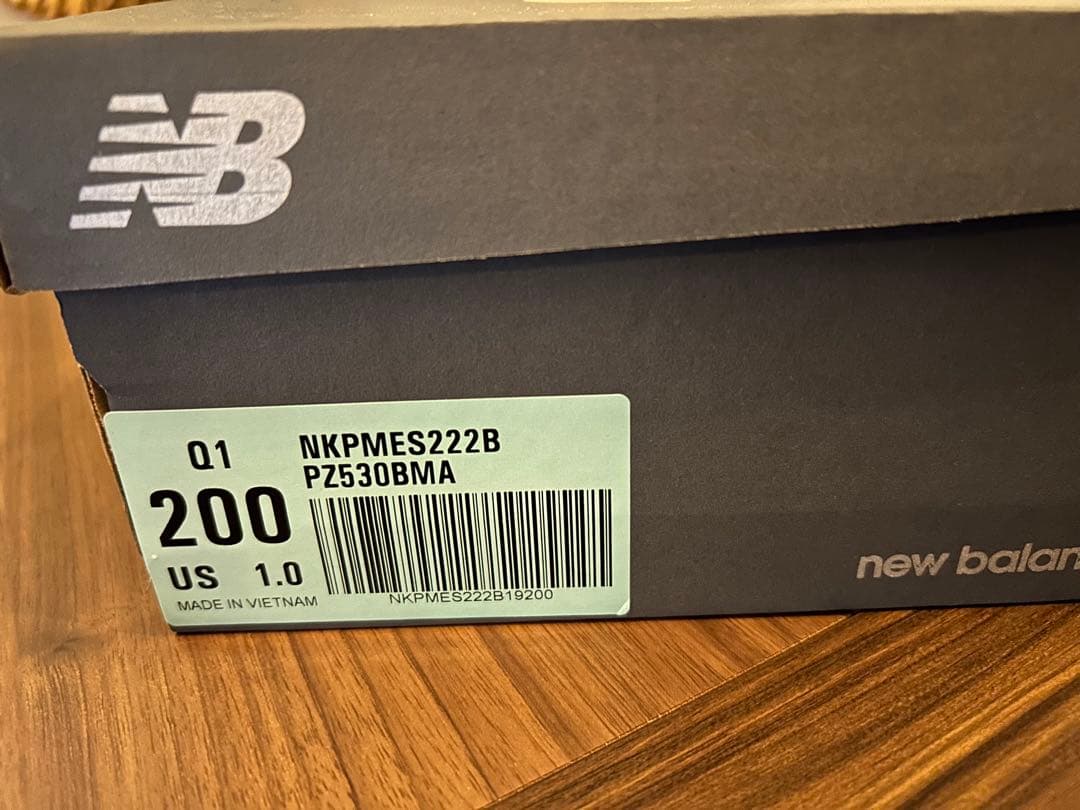 NB
Q1
NKPMES222B
PZ530BMA
200
US 1.0
MADE IN VIETNAM
NKPMES222B19200
new balan